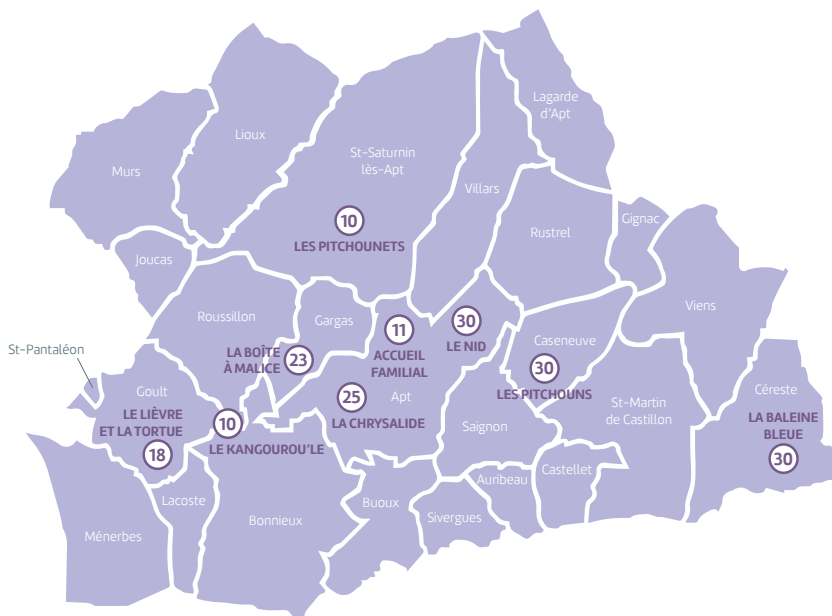 Lagarde
d'Apt
Lioux
St-Saturnin
lès-Apt
Murs
Villars
Gignac
10
LES PITCHOUNETS
Rustrel
Joucas
Viens
Roussillon
Gargas
11
ACCUEIL
FAMILIAL
30
LE NID
Caseneuve
St-Pantaléon
LA BOÎTE
À MALICE
23
30
LES PITCHOUNS
Goult
25
Apt
LA CHRYSALIDE
St-Martin
de Castillon
Céreste
LE LIÈVRE
ET LA TORTUE
18
10
LE KANGOUROU'LE
Saignon
LA BALEINE
BLEUE
30
Castellet
Auribeau
Lacoste
Buoux
Sivergues
Bonnieux
Ménerbes